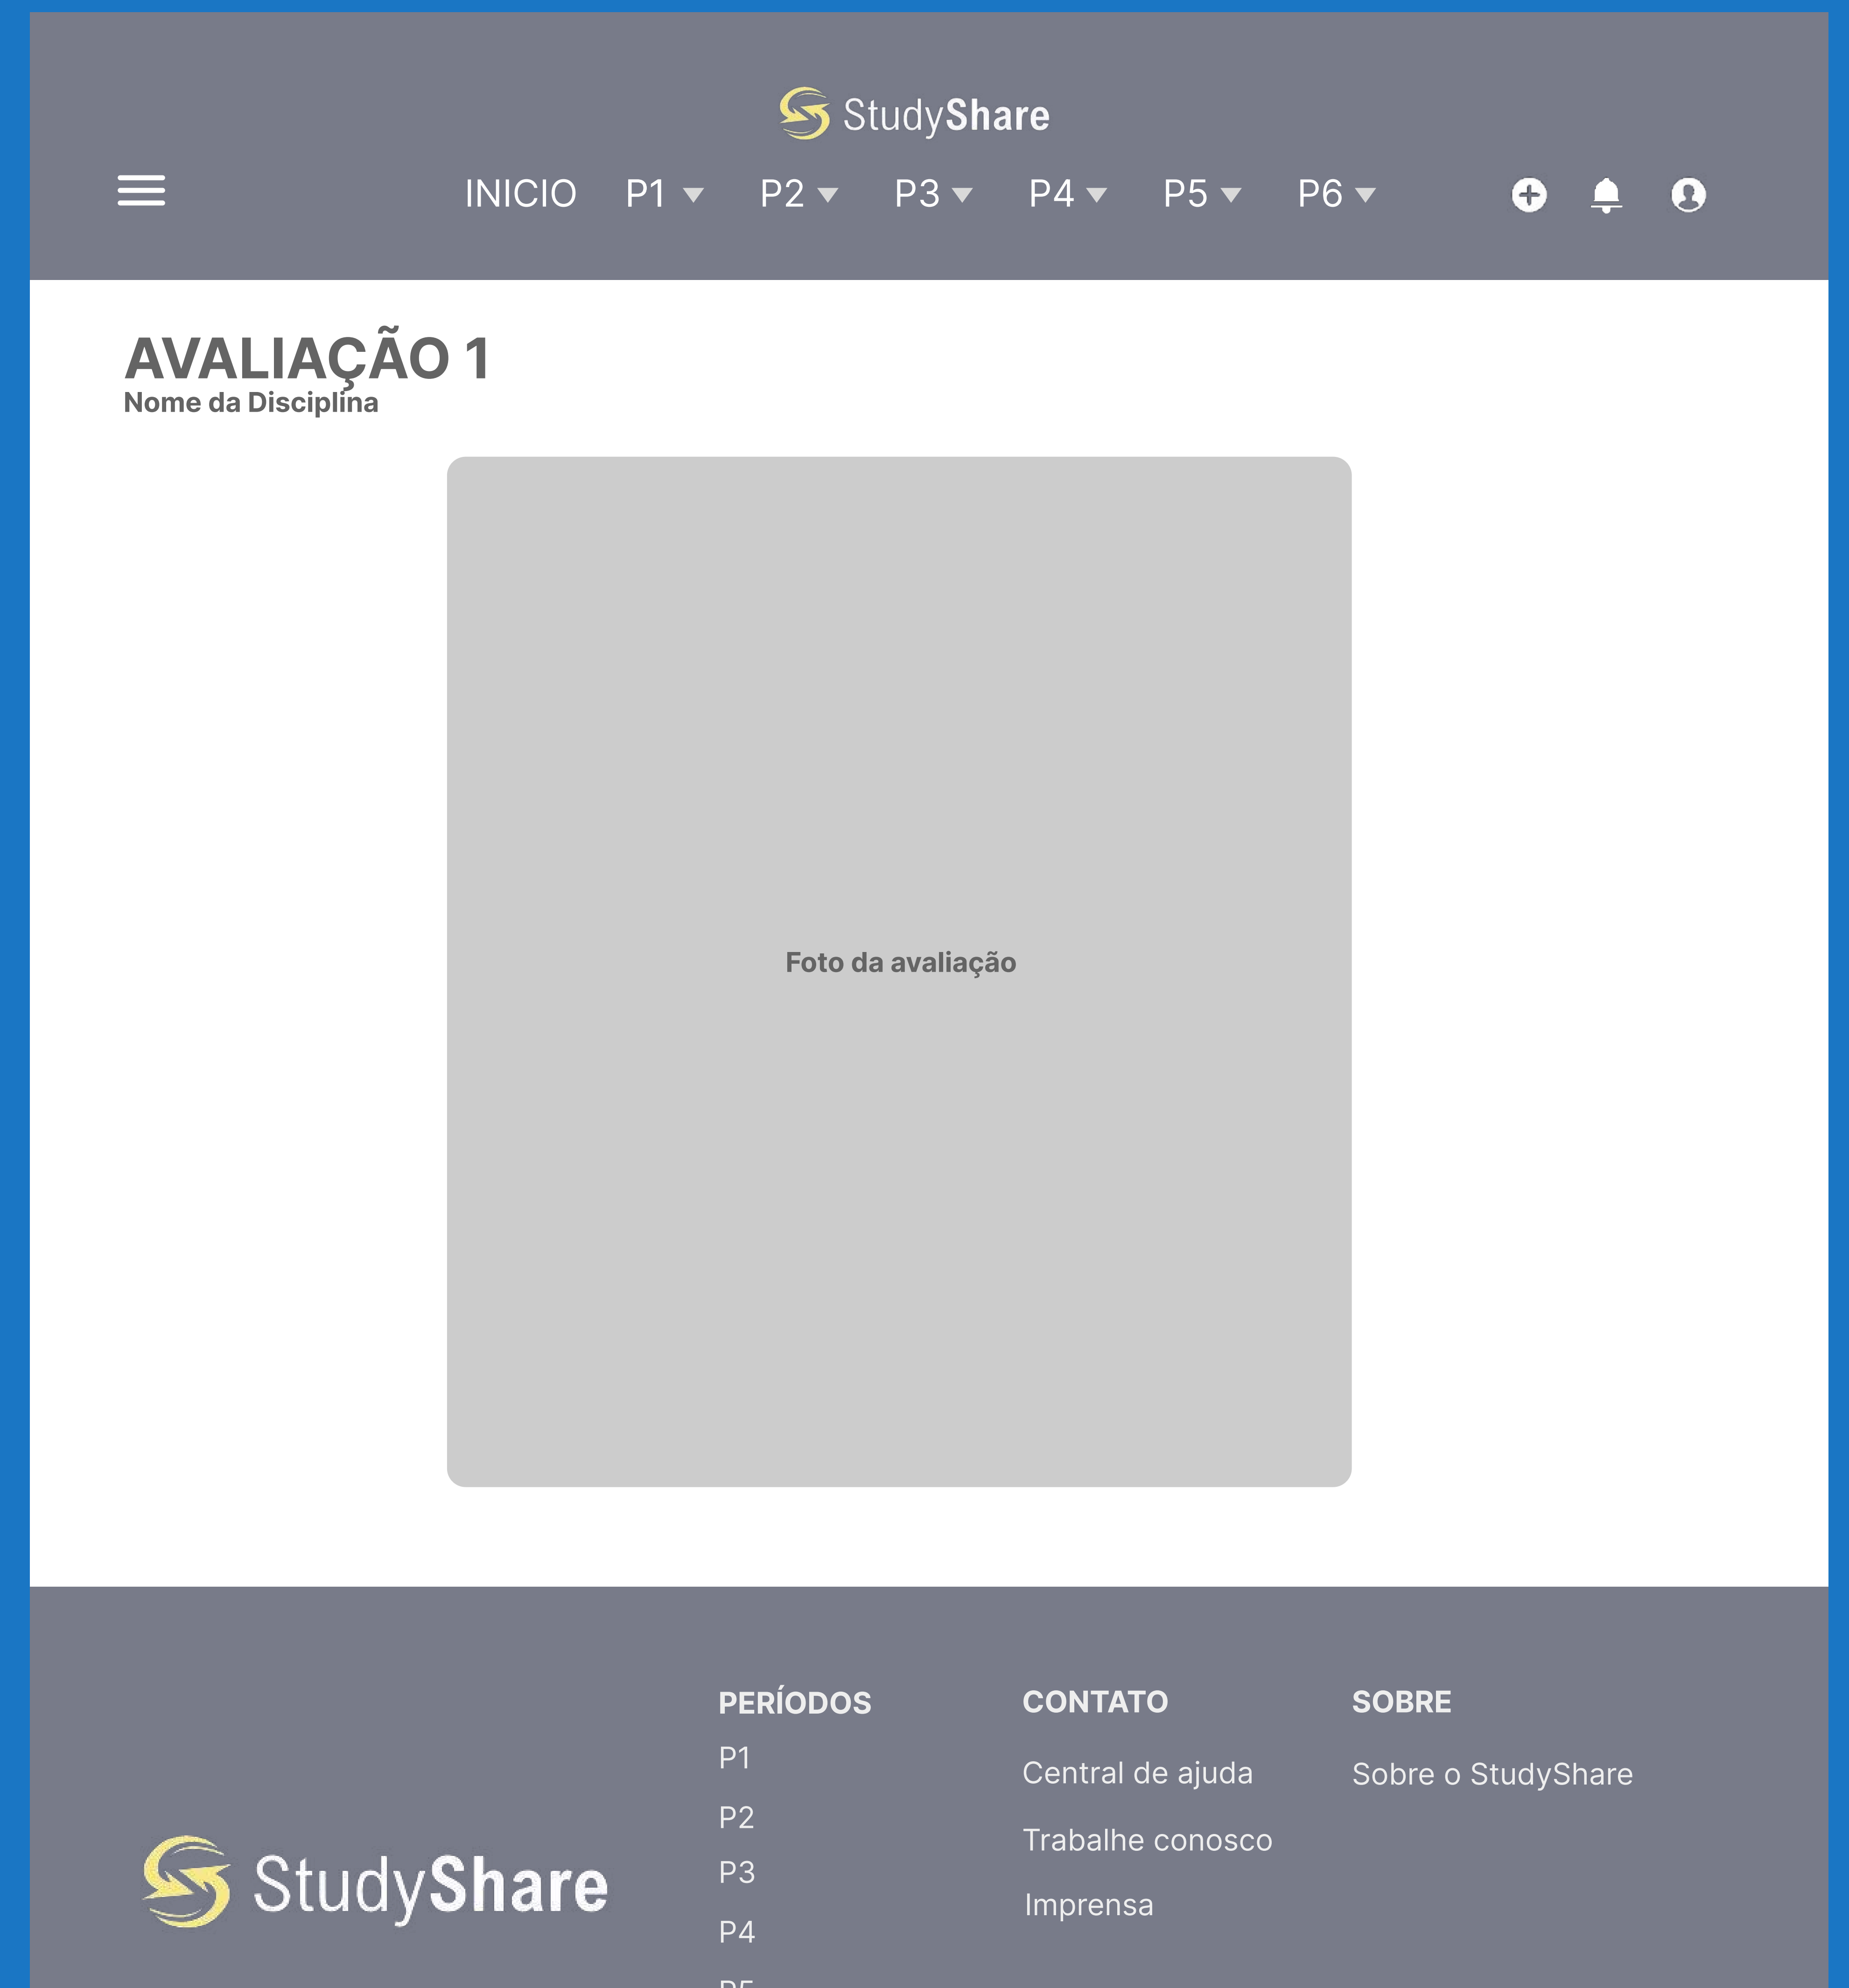 StudyShare
INICIO P1 P2 P3 P4 P5 P6
AVALIAÇÃO 1
Nome da Disciplina
Foto da avaliação
StudyShare
PERÍODOS
P1
P2
P3
P4
P5
CONTATO
Central de ajuda
Trabalhe conosco
Imprensa
SOBRE
Sobre o StudyShare